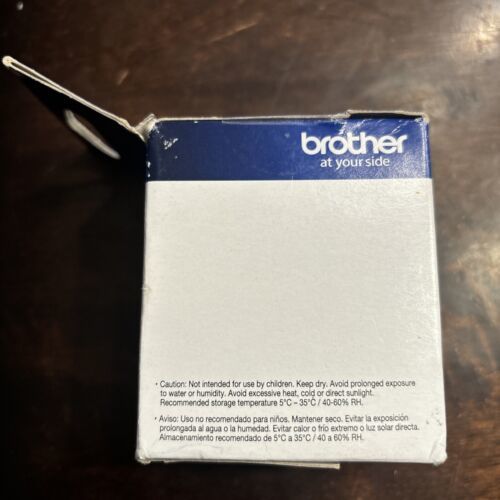 brother
at your side
• Caution: Not intended for use by children. Keep dry. Avoid prolonged exposure
to water or humidity. Avoid excessive heat, cold or direct sunlight.
Recommended storage temperature 5°C – 35°C / 40-60% RH.
• Aviso: Uso no recomendado para niños. Mantener seco. Evitar la exposición
prolongada al agua o la humedad. Evitar calor o frío extremo o luz solar directa.
Almacenamiento recomendado de 5°C a 35°C / 40 a 60% RH.